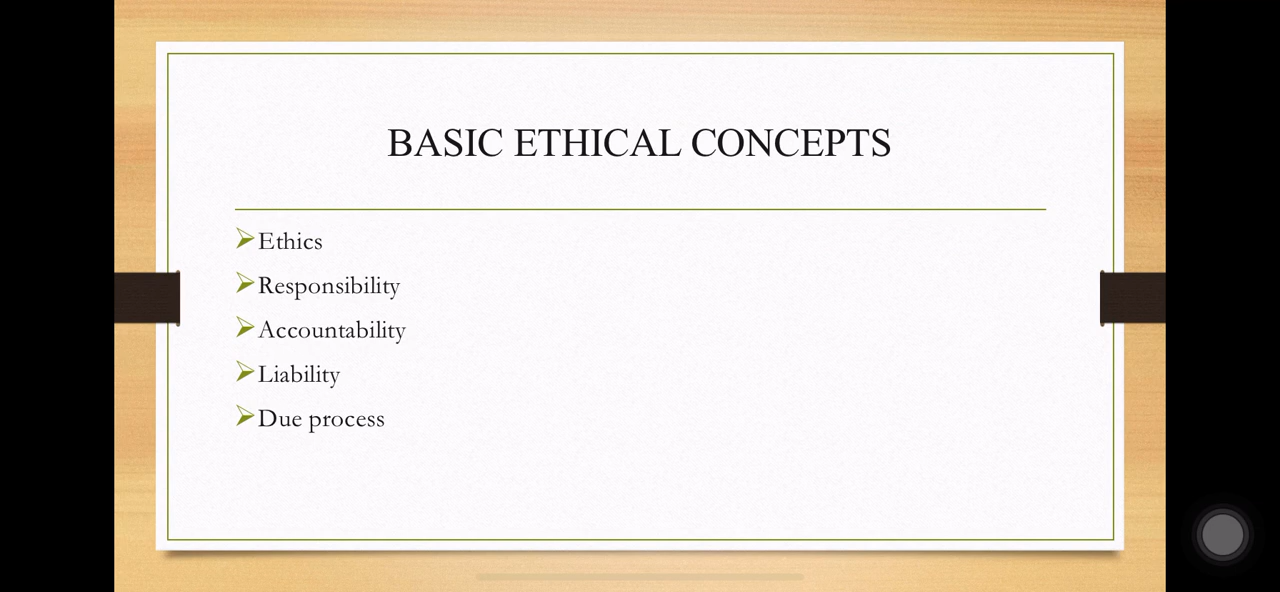 BASIC ETHICAL CONCEPTS
Ethics
Responsibility
Accountability
Liability
Due process